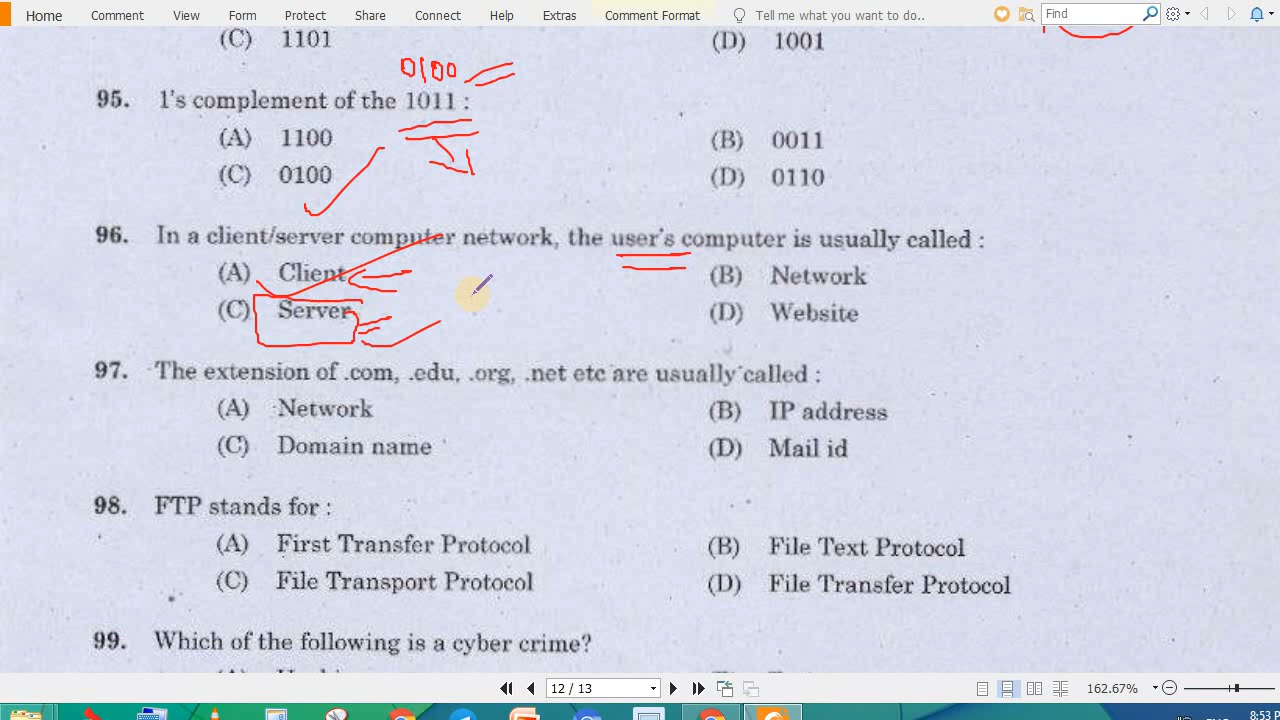 Home Comment View Form Protect Share Connect Help Extras Comment Format Tell me what you want to do.. Find
(C) 1101 (D) 1001
0100
95. 1's complement of the 1011 :
(A) 1100 (B) 0011
(C) 0100 (D) 0110
96. In a client/server computer network, the user's computer is usually called :
(A) Client (B) Network
(C) Server (D) Website
97. The extension of .com, .edu, .org, .net etc are usually called :
(A) Network (B) IP address
(C) Domain name (D) Mail id
98. FTP stands for :
(A) First Transfer Protocol (B) File Text Protocol
(C) File Transport Protocol (D) File Transfer Protocol
99. Which of the following is a cyber crime?
12 / 13 162.67%
8:53 P